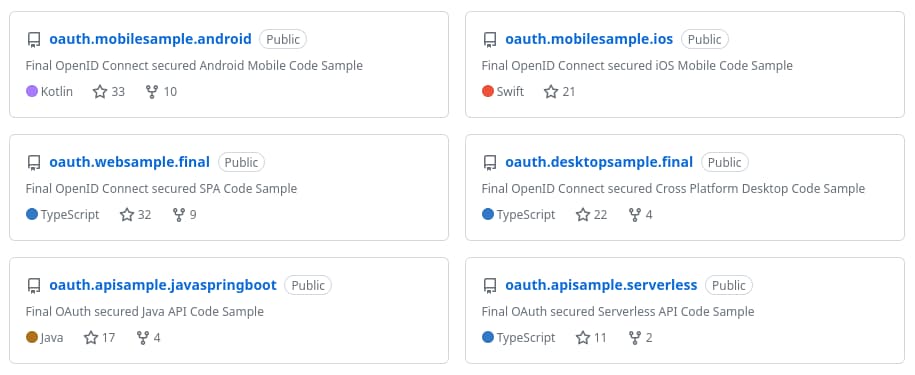 oauth.mobilesample.android Public
Final OpenID Connect secured Android Mobile Code Sample
Kotlin 33 10
oauth.mobilesample.ios Public
Final OpenID Connect secured iOS Mobile Code Sample
Swift 21
oauth.websample.final Public
Final OpenID Connect secured SPA Code Sample
TypeScript 32 9
oauth.desktopsample.final Public
Final OpenID Connect secured Cross Platform Desktop Code Sample
TypeScript 22 4
oauth.apisample.javaspringboot Public
Final OAuth secured Java API Code Sample
Java 17 4
oauth.apisample.serverless Public
Final OAuth secured Serverless API Code Sample
TypeScript 11 2